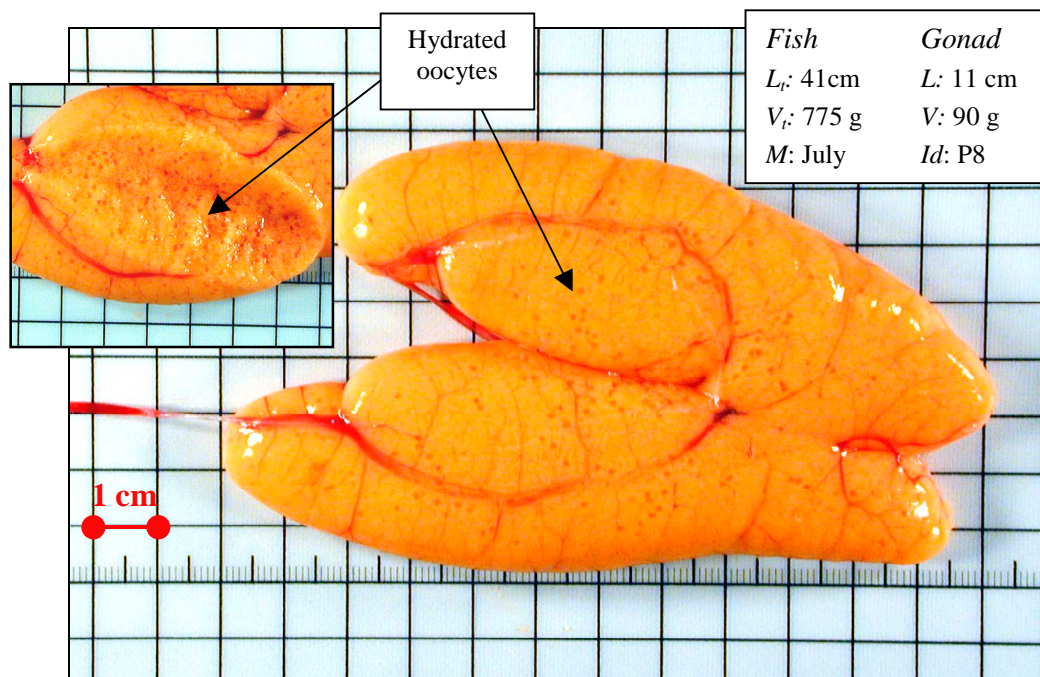 Hydrated
oocytes
Fish Gonad
Lt: 41cm L: 11 cm
Vt: 775 g V: 90 g
M: July Id: P8
1 cm